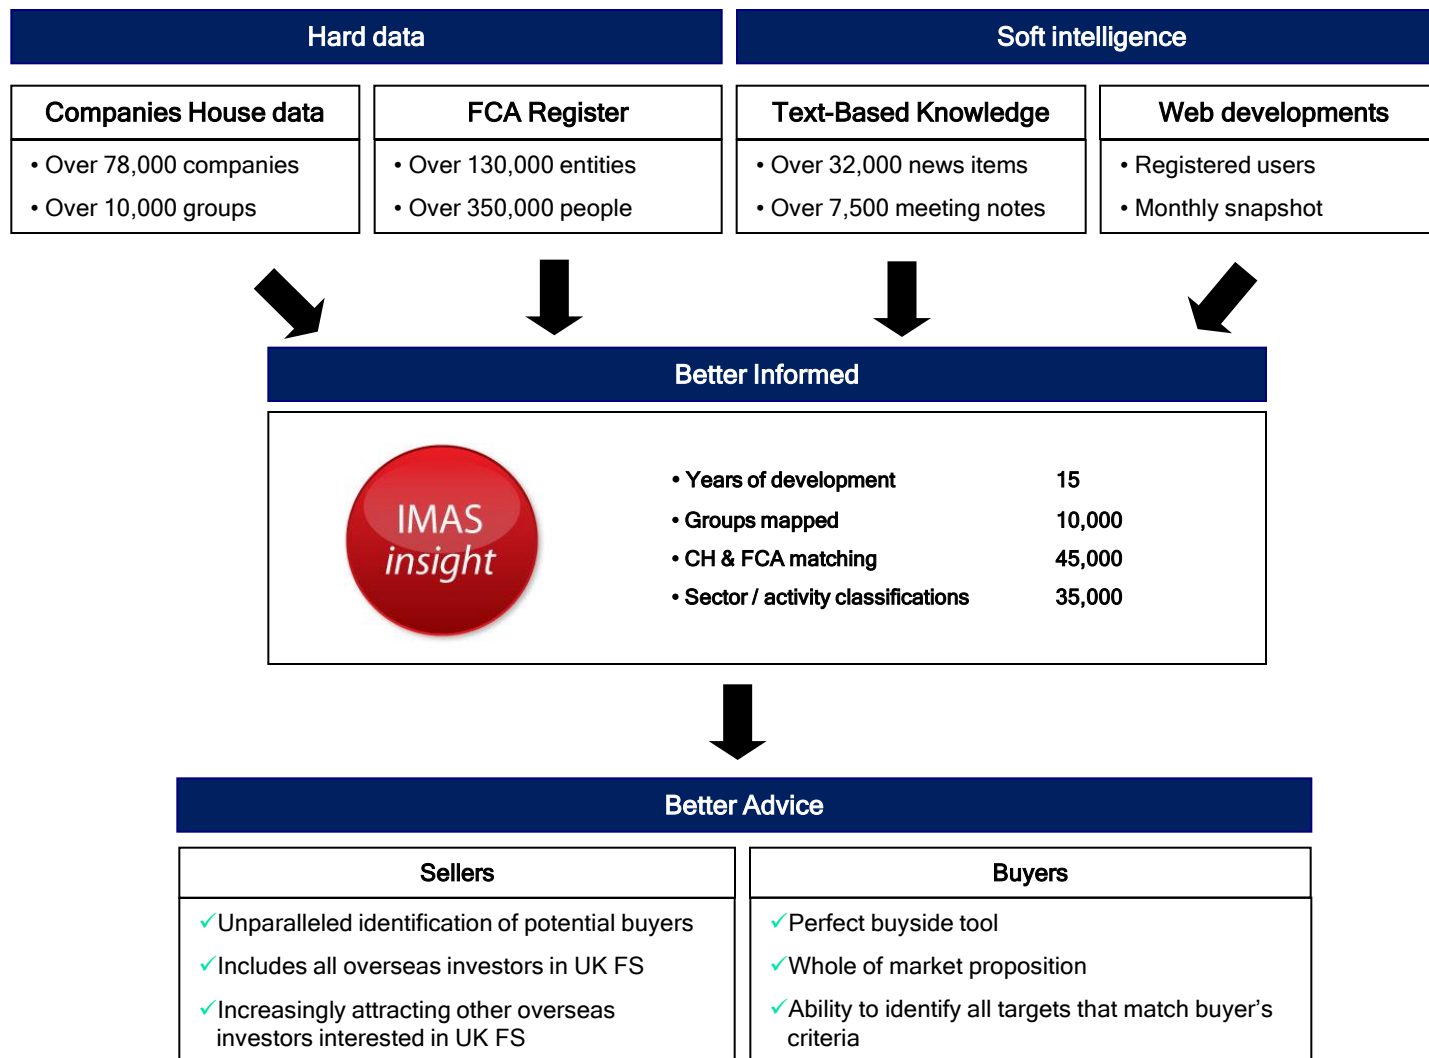 Hard data
Soft intelligence
Companies House data
• Over 78,000 companies
• Over 10,000 groups
FCA Register
• Over 130,000 entities
• Over 350,000 people
Text-Based Knowledge
• Over 32,000 news items
• Over 7,500 meeting notes
Web developments
• Registered users
• Monthly snapshot
Better Informed
IMAS
insight
• Years of development 15
• Groups mapped 10,000
• CH & FCA matching 45,000
• Sector / activity classifications 35,000
Better Advice
Sellers
✓Unparalleled identification of potential buyers
✓Includes all overseas investors in UK FS
✓Increasingly attracting other overseas
investors interested in UK FS
Buyers
✓Perfect buyside tool
✓Whole of market proposition
✓Ability to identify all targets that match buyer’s
criteria